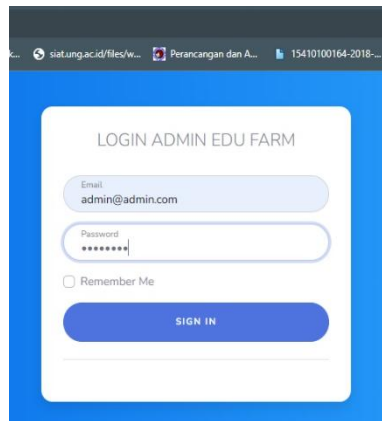 k... siat.ung.ac.id/files/w... Perancangan dan A... 15410100164-2018-...
LOGIN ADMIN EDU FARM
Email
admin@admin.com
Password
••••••••
Remember Me
SIGN IN